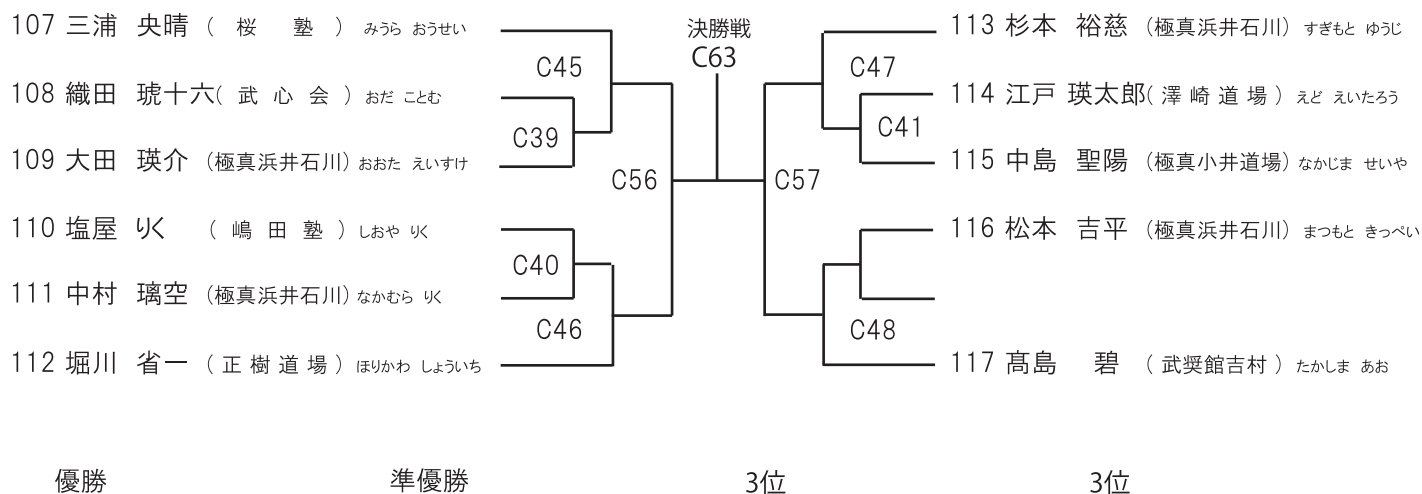 107 三浦 央晴 ( 桜 塾 ) みうら おうせい
108 織田 琥十六( 武 心 会 ) おだ ことむ
109 大田 瑛介 (極真浜井石川) おおた えいすけ
110 塩屋 りく ( 嶋 田 塾 ) しおや りく
111 中村 璃空 (極真浜井石川) なかむら りく
112 堀川 省一 ( 正 樹 道 場 ) ほりかわ しょういち
C45
C39
C40
C46
C56
決勝戦
C63
C57
C47
C41
C48
113 杉本 裕慈 (極真浜井石川) すぎもと ゆうじ
114 江戸 瑛太郎( 澤 崎 道 場 ) えど えいたろう
115 中島 聖陽 (極真小井道場) なかじま せいや
116 松本 吉平 (極真浜井石川) まつもと きっぺい
117 髙島 碧 ( 武奨館吉村 ) たかしま あお
優勝 準優勝 3位 3位